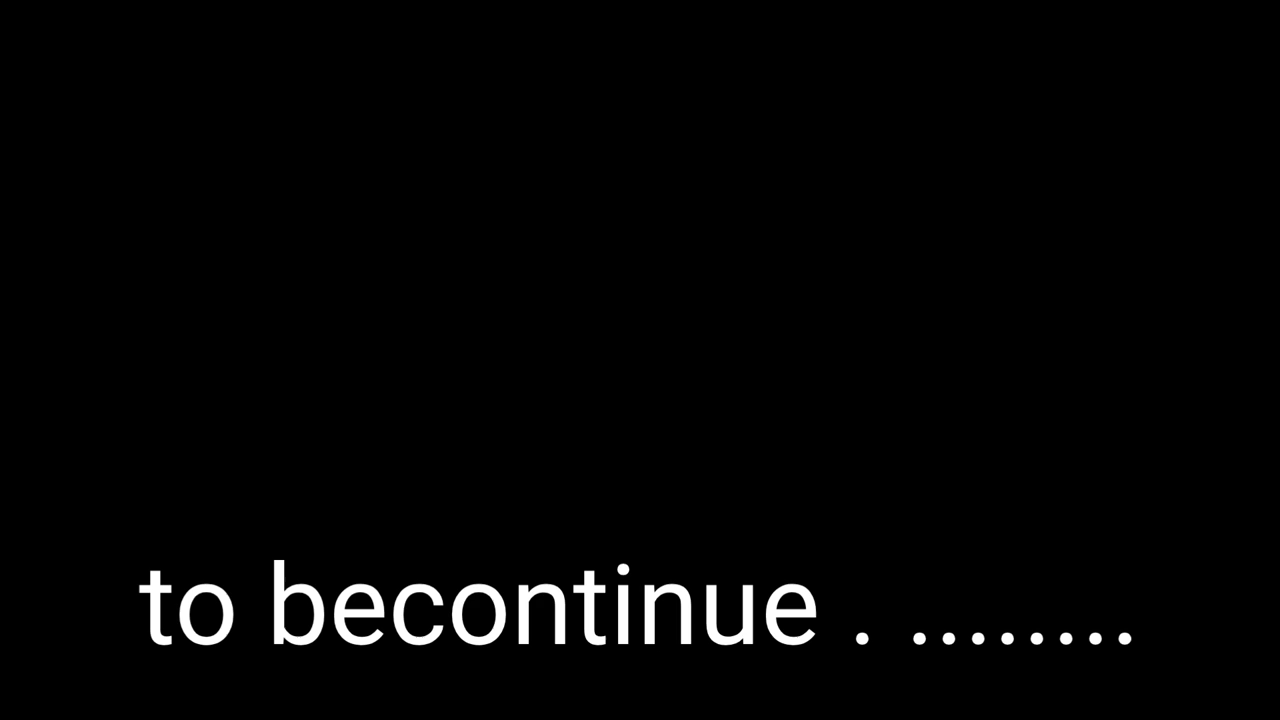 to becontinue . ........